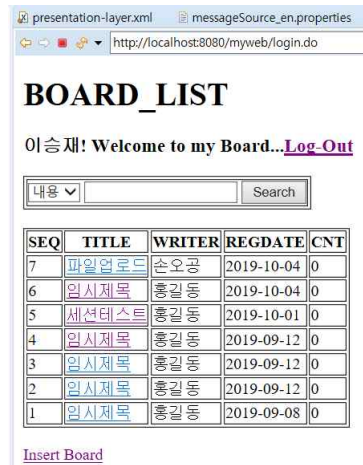 presentation-layer.xml messageSource_en.properties
http://localhost:8080/myweb/login.do
BOARD_LIST
이승재! Welcome to my Board...Log-Out
내용 Search
SEQ TITLE WRITER REGDATE CNT
7 파일업로드 손오공 2019-10-04 0
6 임시제목 홍길동 2019-10-04 0
5 세션테스트 홍길동 2019-10-01 0
4 임시제목 홍길동 2019-09-12 0
3 임시제목 홍길동 2019-09-12 0
2 임시제목 홍길동 2019-09-12 0
1 임시제목 홍길동 2019-09-08 0
Insert Board